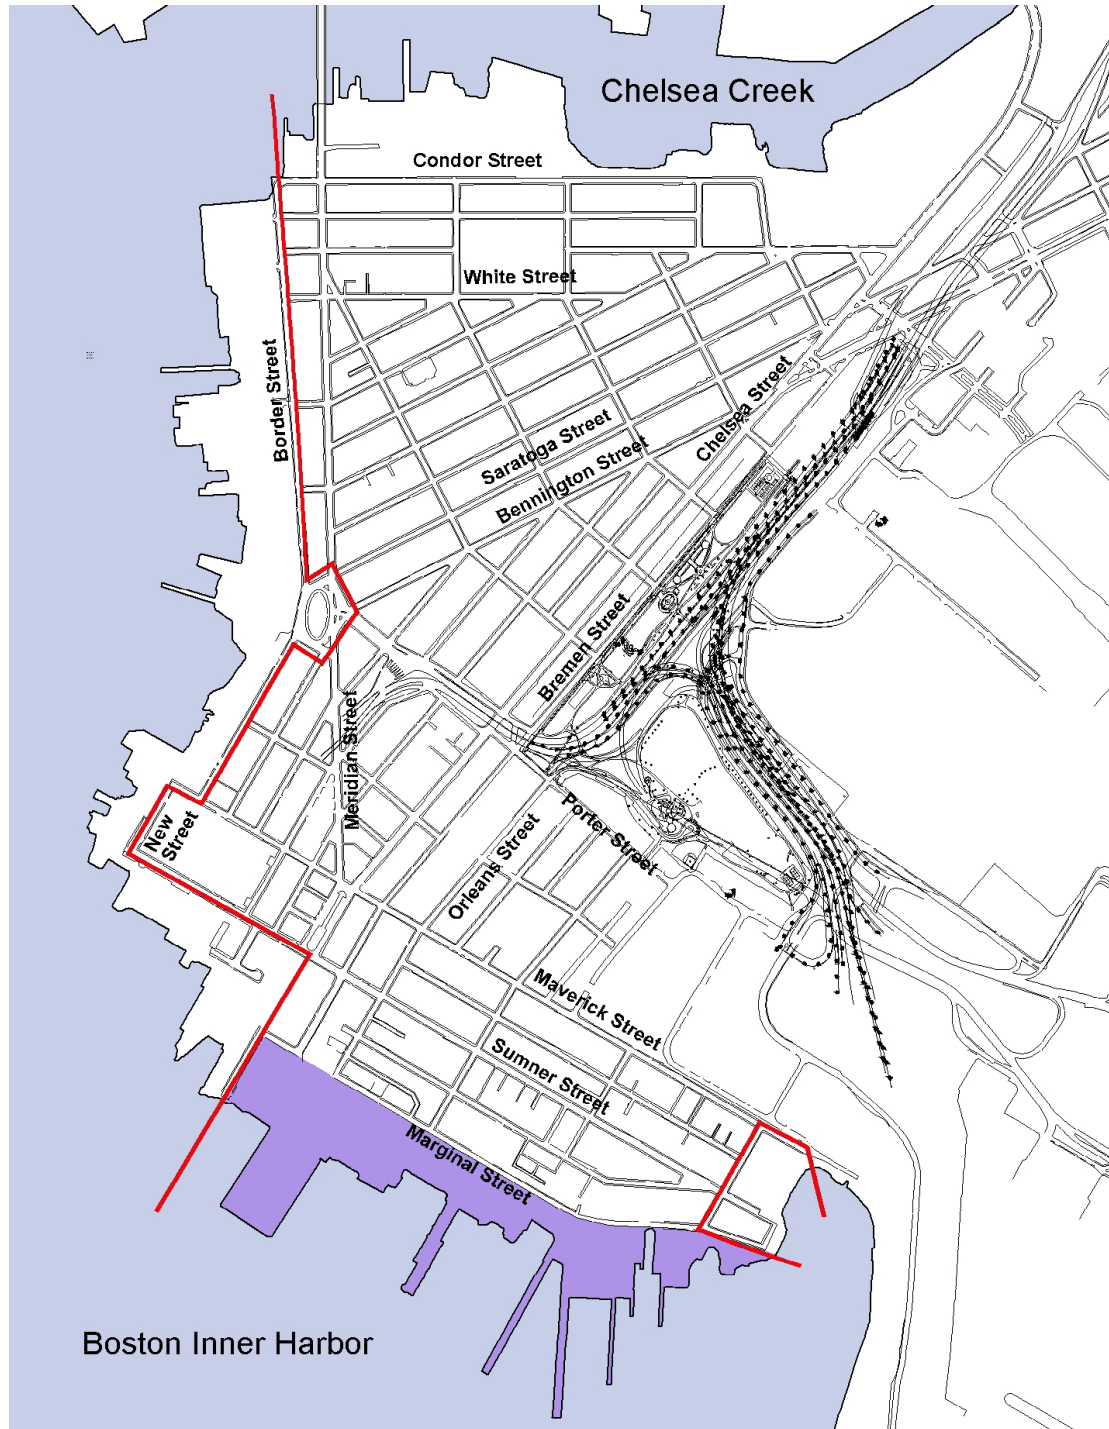 Chelsea Creek
Condor Street
White Street
Border Street
Chelsea Street
Saratoga Street
Bennington Street
Bremen Street
Meridian Street
New
Street
Porter Street
Orleans Street
Maverick Street
Sumner Street
Marginal Street
Boston Inner Harbor